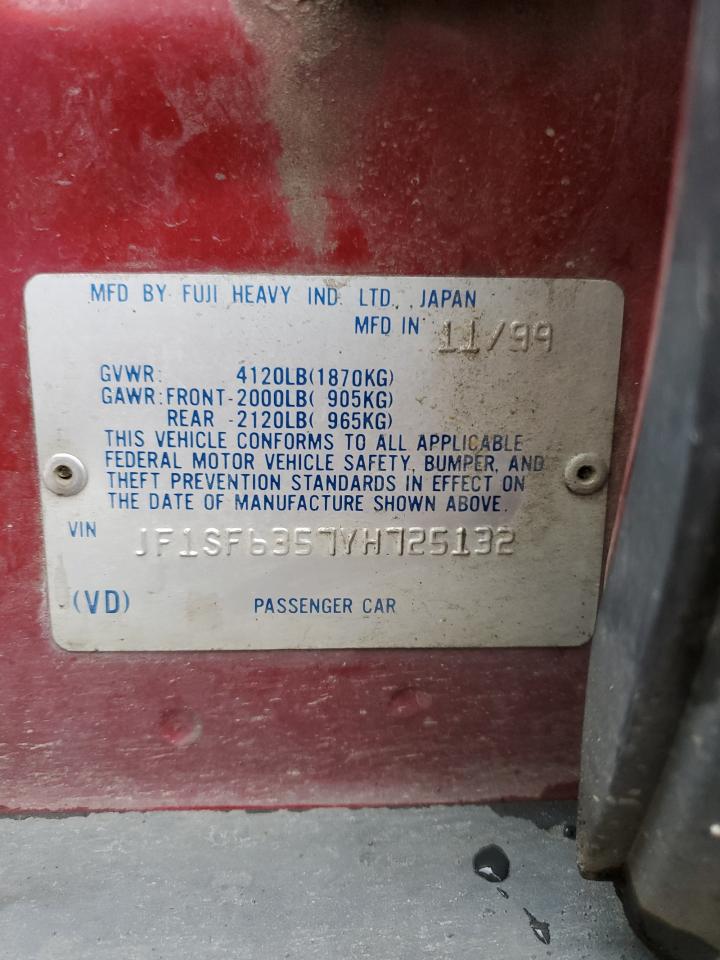 MFD BY FUJI HEAVY IND. LTD., JAPAN
MFD IN 11/99
GVWR: 4120LB(1870KG)
GAWR:FRONT-2000LB( 905KG)
REAR -2120LB( 965KG)
THIS VEHICLE CONFORMS TO ALL APPLICABLE
FEDERAL MOTOR VEHICLE SAFETY, BUMPER, AND
THEFT PREVENTION STANDARDS IN EFFECT ON
THE DATE OF MANUFACTURE SHOWN ABOVE.
VIN JF1SF6357YH725132
(VD) PASSENGER CAR